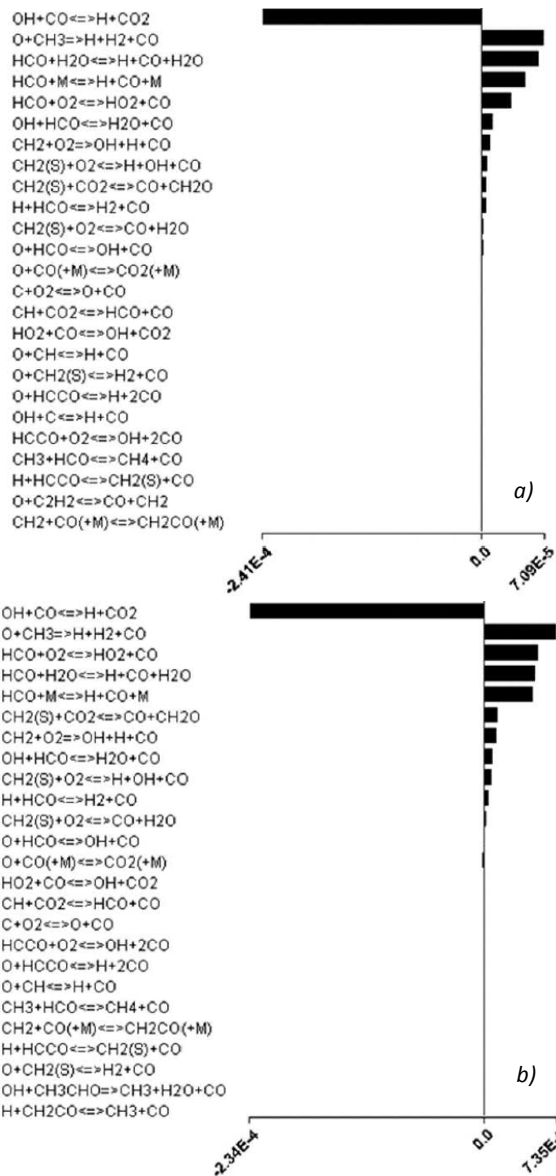 OH+CO<=>H+CO2
O+CH3=>H+H2+CO
HCO+H2O<=>H+CO+H2O
HCO+M<=>H+CO+M
HCO+O2<=>HO2+CO
OH+HCO<=>H2O+CO
CH2+O2=>OH+H+CO
CH2(S)+O2<=>H+OH+CO
CH2(S)+CO2<=>CO+CH2O
H+HCO<=>H2+CO
CH2(S)+O2<=>CO+H2O
O+HCO<=>OH+CO
O+CO(+M)<=>CO2(+M)
C+O2<=>O+CO
CH+CO2<=>HCO+CO
HO2+CO<=>OH+CO2
O+CH<=>H+CO
O+CH2(S)<=>H2+CO
O+HCCO<=>H+2CO
OH+C<=>H+CO
HCCO+O2<=>OH+2CO
CH3+HCO<=>CH4+CO
H+HCCO<=>CH2(S)+CO
O+C2H2<=>CO+CH2
CH2+CO(+M)<=>CH2CO(+M)
a)
-2.41E-4 0.0 7.09E-5
OH+CO<=>H+CO2
O+CH3=>H+H2+CO
HCO+O2<=>HO2+CO
HCO+H2O<=>H+CO+H2O
HCO+M<=>H+CO+M
CH2(S)+CO2<=>CO+CH2O
CH2+O2=>OH+H+CO
OH+HCO<=>H2O+CO
CH2(S)+O2<=>H+OH+CO
H+HCO<=>H2+CO
CH2(S)+O2<=>CO+H2O
O+HCO<=>OH+CO
O+CO(+M)<=>CO2(+M)
HO2+CO<=>OH+CO2
CH+CO2<=>HCO+CO
C+O2<=>O+CO
HCCO+O2<=>OH+2CO
O+HCCO<=>H+2CO
O+CH<=>H+CO
CH3+HCO<=>CH4+CO
CH2+CO(+M)<=>CH2CO(+M)
H+HCCO<=>CH2(S)+CO
O+CH2(S)<=>H2+CO
OH+CH3CHO=>CH3+H2O+CO
H+CH2CO<=>CH3+CO
b)
-2.34E-4 0.0